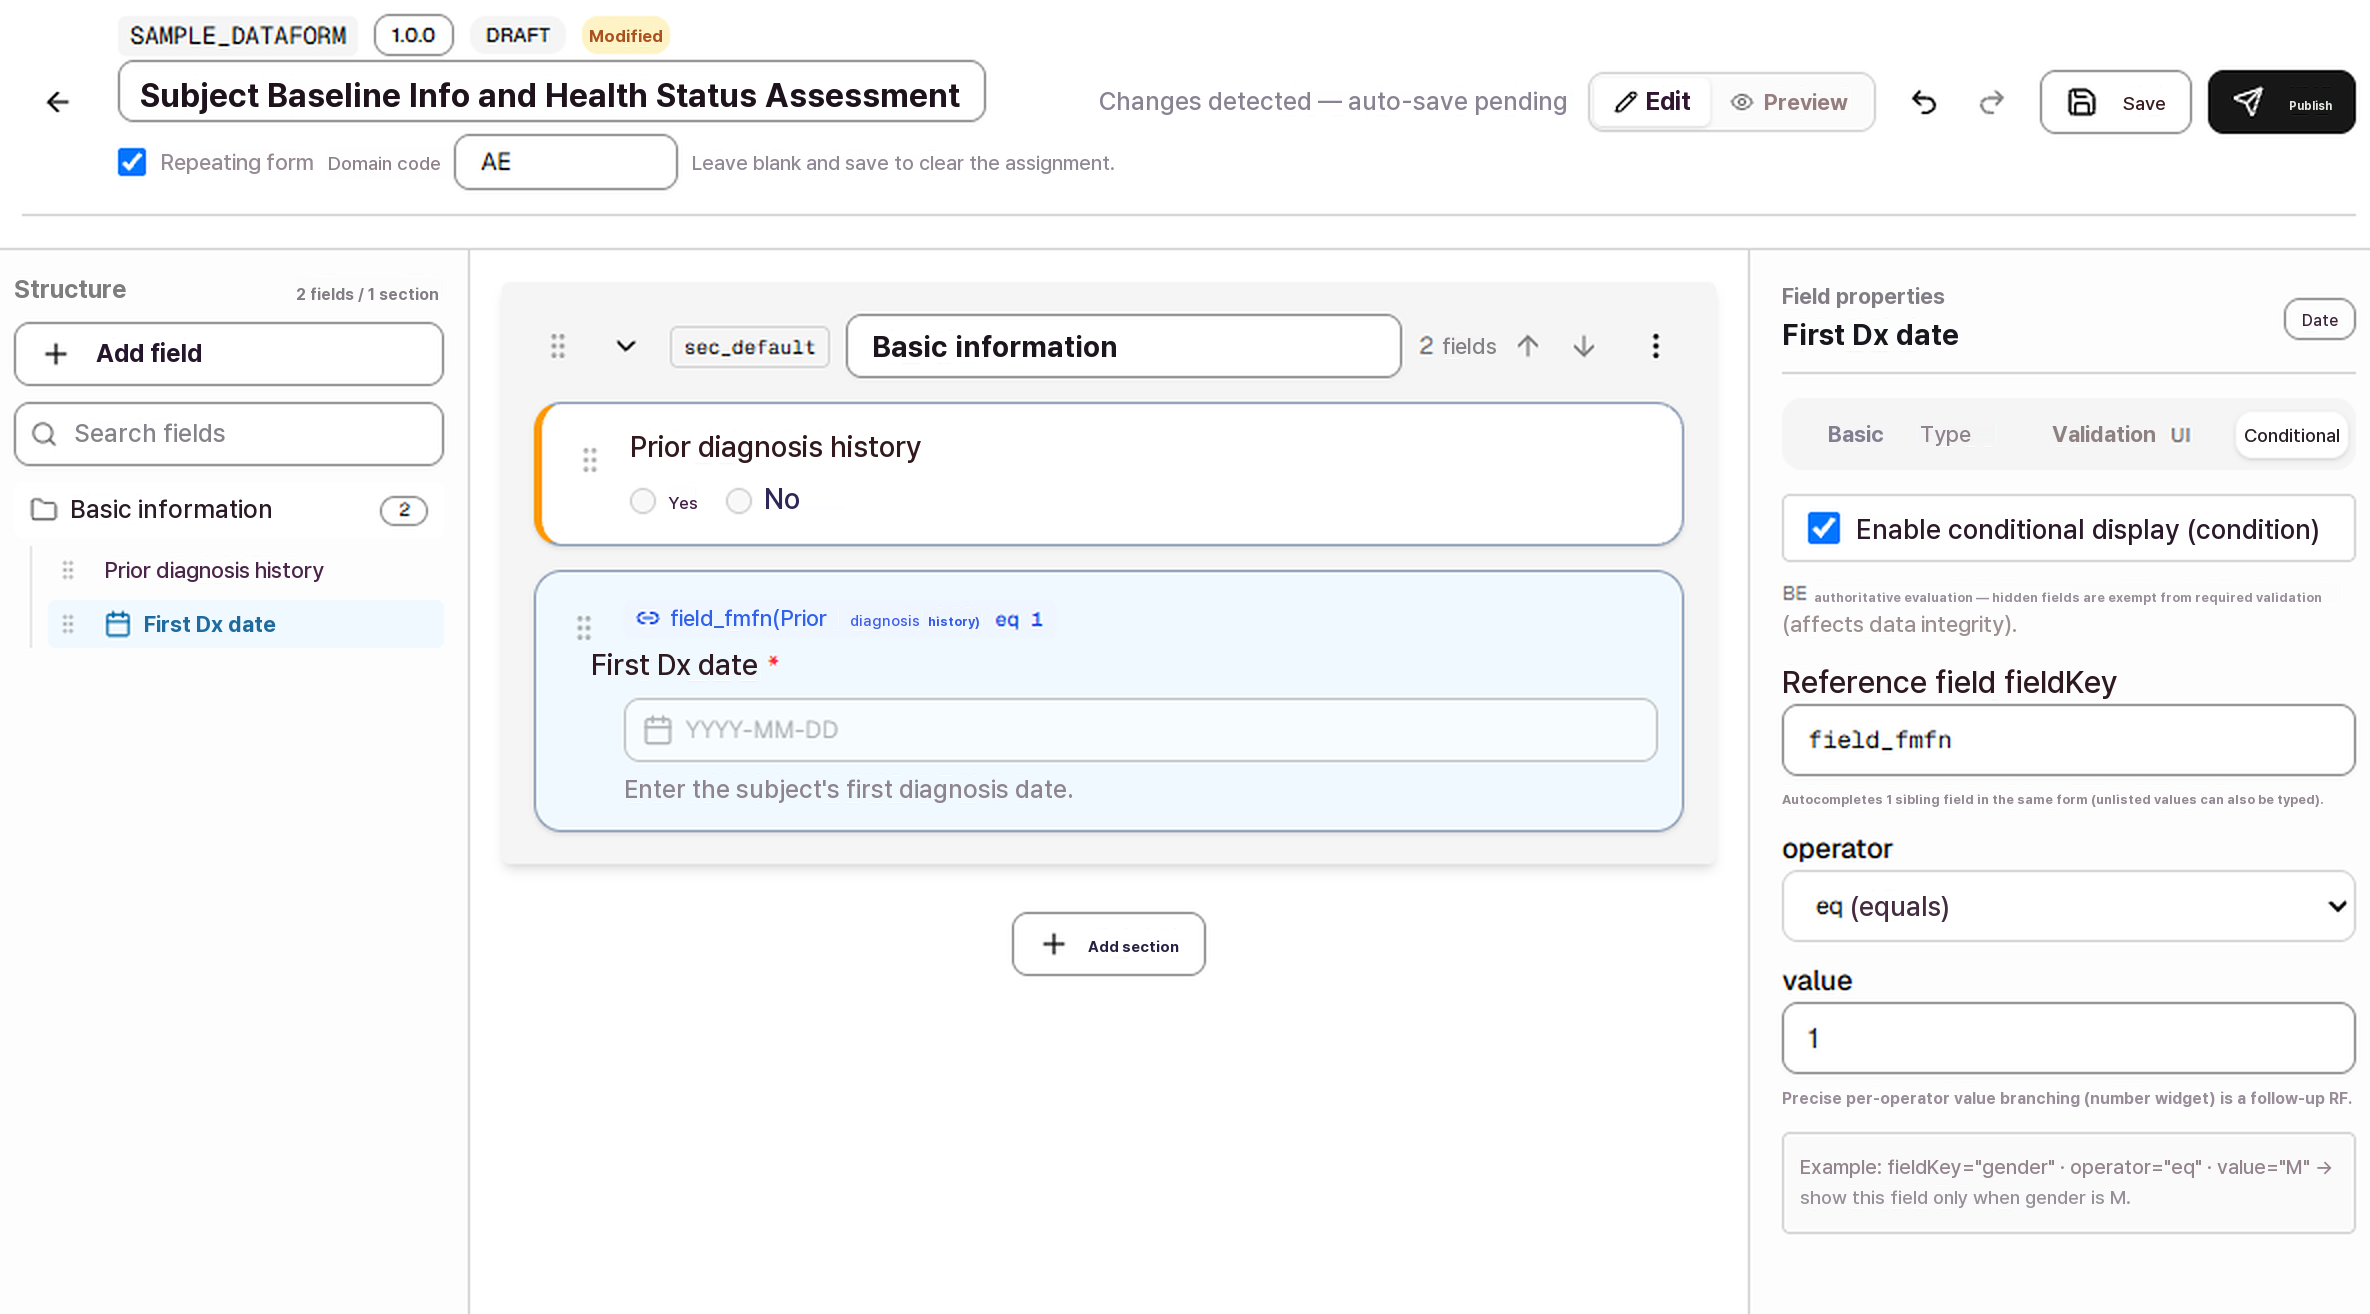 SAMPLE_DATAFORM 1.0.0 DRAFT Modified
Subject Baseline Info and Health Status Assessment
Changes detected — auto-save pending Edit Preview Save Publish
Repeating form Domain code AE Leave blank and save to clear the assignment.
Structure 2 fields / 1 section
Add field
Search fields
Basic information 2
Prior diagnosis history
First Dx date
sec_default Basic information 2 fields
Prior diagnosis history
Yes No
field_fmfn(Prior diagnosis history) eq 1
First Dx date *
YYYY-MM-DD
Enter the subject's first diagnosis date.
Add section
Field properties
First Dx date Date
Basic Type Validation UI Conditional
Enable conditional display (condition)
BE authoritative evaluation — hidden fields are exempt from required validation
(affects data integrity).
Reference field fieldKey
field_fmfn
Autocompletes 1 sibling field in the same form (unlisted values can also be typed).
operator
eq (equals)
value
1
Precise per-operator value branching (number widget) is a follow-up RF.
Example: fieldKey="gender" · operator="eq" · value="M" →
show this field only when gender is M.